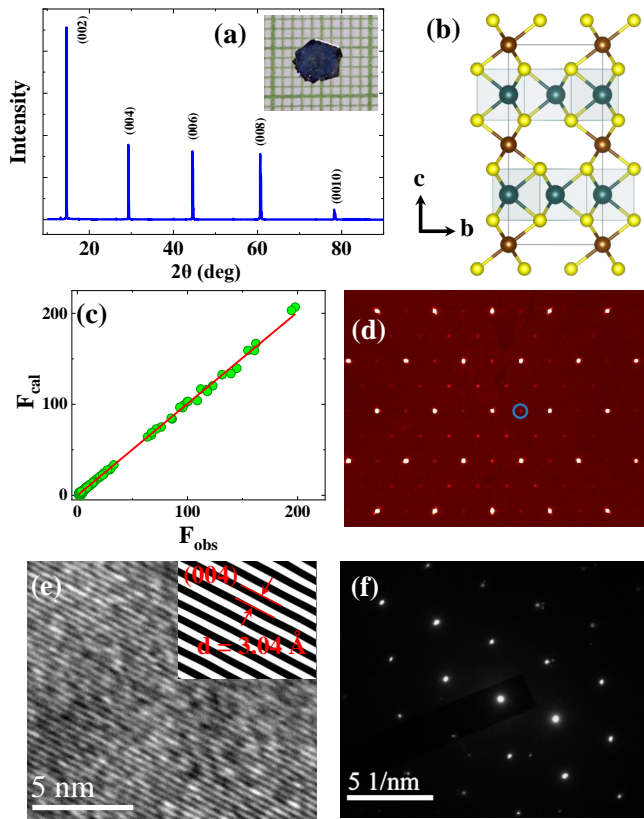 (a)
(002)
(004)
(006)
(008)
(0010)
Intensity
20
40
60
80
2θ (deg)
(b)
c
b
(c)
200
100
0
F_cal
0
100
200
F_obs
(d)
(e)
(004)
d = 3.04 Å
5 nm
(f)
5 1/nm